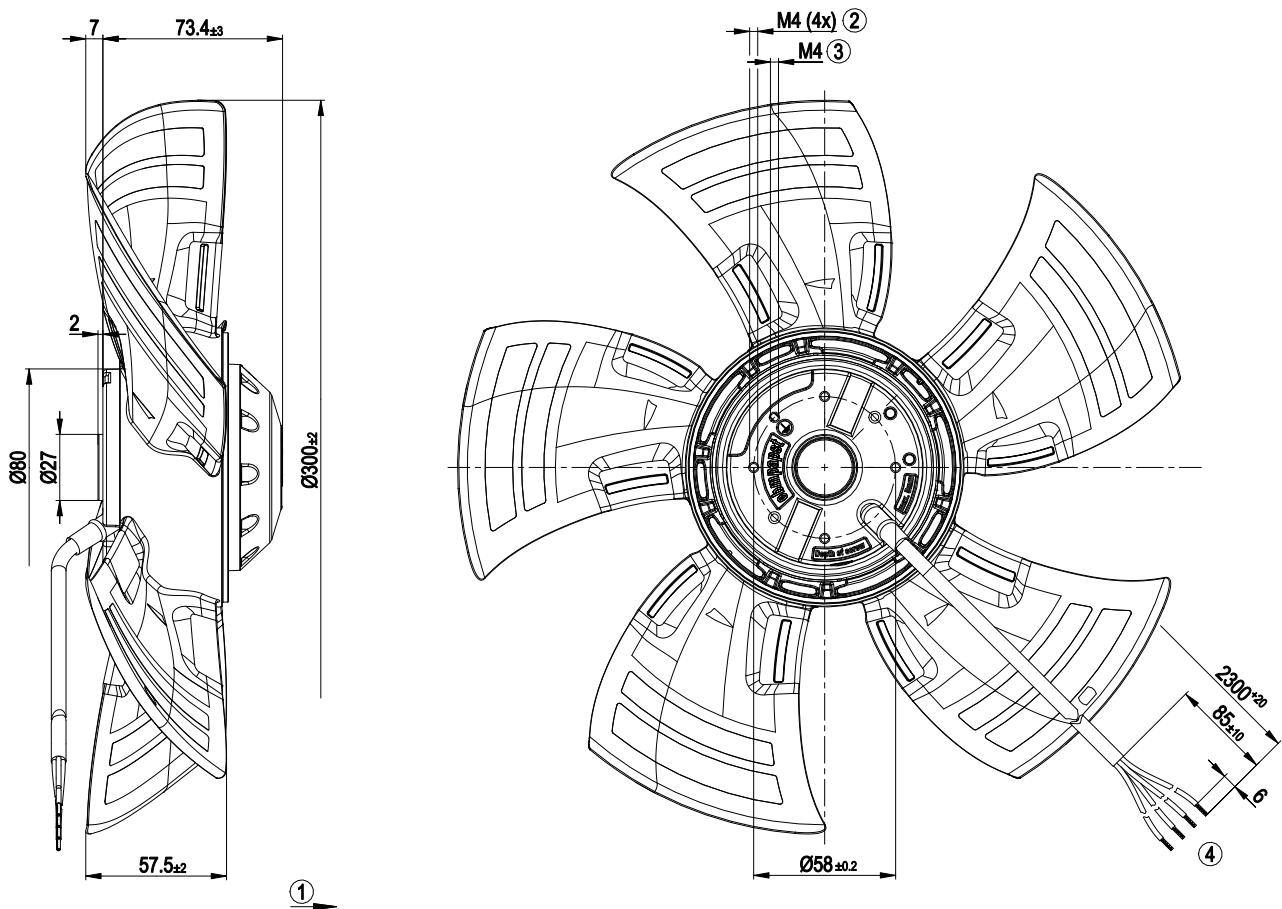 7
73.4±3
M4 (4x) ②
M4 ③
2
Ø80
Ø27
Ø300±2
ebmpapst
Depth of screw
2300+20
85±10
6
④
57.5±2
Ø58 ±0.2
①